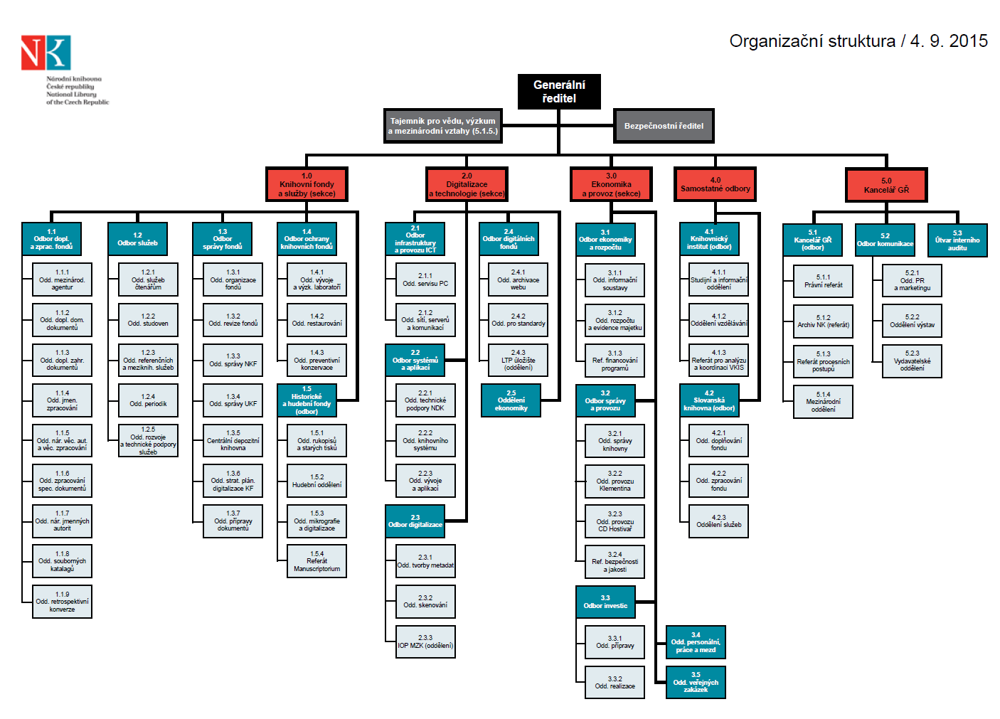 Organizační struktura / 4. 9. 2015
NK
Národní knihovna
České republiky
National Library
of the Czech Republic
Generální
ředitel
Tajemník pro vědu, výzkum
a mezinárodní vztahy (5.1.5.)
Bezpečnostní ředitel
1.0
Knihovní fondy
a služby (sekce)
2.0
Digitalizace
a technologie (sekce)
3.0
Ekonomika
a provoz (sekce)
4.0
Samostatné odbory
5.0
Kancelář GŘ
1.1
Odbor dopl.
a zprac. fondů
1.1.1
Odd. mezinárod.
agentur
1.1.2
Odd. dopl. dom.
dokumentů
1.1.3
Odd. dopl. zahr.
dokumentů
1.1.4
Odd. jmen.
zpracování
1.1.5
Odd. nár. věc. aut.
a věc. zpracování
1.1.6
Odd. zpracování
spec. dokumentů
1.1.7
Odd. nár. jmenných
autorit
1.1.8
Odd. souborných
katalagů
1.1.9
Odd. retrospektivní
konverze
1.2
Odbor služeb
1.2.1
Odd. služeb
čtenářům
1.2.2
Odd. studoven
1.2.3
Odd. referenčních
a meziknih. služeb
1.2.4
Odd. periodik
1.2.5
Odd. rozvoje
a technické podpory
služeb
1.3
Odbor
správy fondů
1.3.1
Odd. organizace
fondů
1.3.2
Odd. revize fondů
1.3.3
Odd. správy NKF
1.3.4
Odd. správy UKF
1.3.5
Centrální depozitní
knihovna
1.3.6
Odd. strat. plán.
digitalizace KF
1.3.7
Odd. přípravy
dokumentů
1.4
Odbor ochrany
knihovních fondů
1.4.1
Odd. vývoje
a výzk. laboratoří
1.4.2
Odd. restaurování
1.4.3
Odd. preventivní
konzervace
1.5
Historické
a hudební fondy
(odbor)
1.5.1
Odd. rukopisů
a starých tisků
1.5.2
Hudební oddělení
1.5.3
Odd. mikrografie
a digitalizace
1.5.4
Referát
Manuscriptorium
2.1
Odbor
infrastruktury
a provozu ICT
2.1.1
Odd. servisu PC
2.1.2
Odd. sítí, serverů
a komunikací
2.2
Odbor systémů
a aplikací
2.2.1
Odd. technické
podpory NDK
2.2.2
Odd. knihovního
systému
2.2.3
Odd. vývoje
a aplikací
2.3
Odbor digitalizace
2.3.1
Odd. tvorby metadat
2.3.2
Odd. skenování
2.3.3
IOP MZK (oddělení)
2.4
Odbor digitálních
fondů
2.4.1
Odd. archivace
webu
2.4.2
Odd. pro standardy
2.4.3
LTP úložiště
(oddělení)
2.5
Oddělení
ekonomiky
3.1
Odbor ekonomiky
a rozpočtu
3.1.1
Odd. informační
soustavy
3.1.2
Odd. rozpočtu
a evidence majetku
3.1.3
Ref. financování
programů
3.2
Odbor správy
a provozu
3.2.1
Odd. správy
knihovny
3.2.2
Odd. provozu
Klementina
3.2.3
Odd. provozu
CD Hostivař
3.2.4
Ref. bezpečnosti
a jakosti
3.3
Odbor investic
3.3.1
Odd. přípravy
3.3.2
Odd. realizace
3.4
Odd. personální,
práce a mezd
3.5
Odd. veřejných
zakázek
4.1
Knihovnický
institut (odbor)
4.1.1
Studijní a informační
oddělení
4.1.2
Oddělení vzdělávání
4.1.3
Referát pro analýzu
a koordinaci VKIS
4.2
Slovanská
knihovna (odbor)
4.2.1
Odd. doplňování
fondu
4.2.2
Odd. zpracování
fondu
4.2.3
Oddělení služeb
5.1
Kancelář GŘ
(odbor)
5.1.1
Právní referát
5.1.2
Archiv NK (referát)
5.1.3
Referát procesních
postupů
5.1.4
Mezinárodní
oddělení
5.2
Odbor komunikace
5.2.1
Odd. PR
a marketingu
5.2.2
Oddělení výstav
5.2.3
Vydavatelské
oddělení
5.3
Útvar interního
auditu